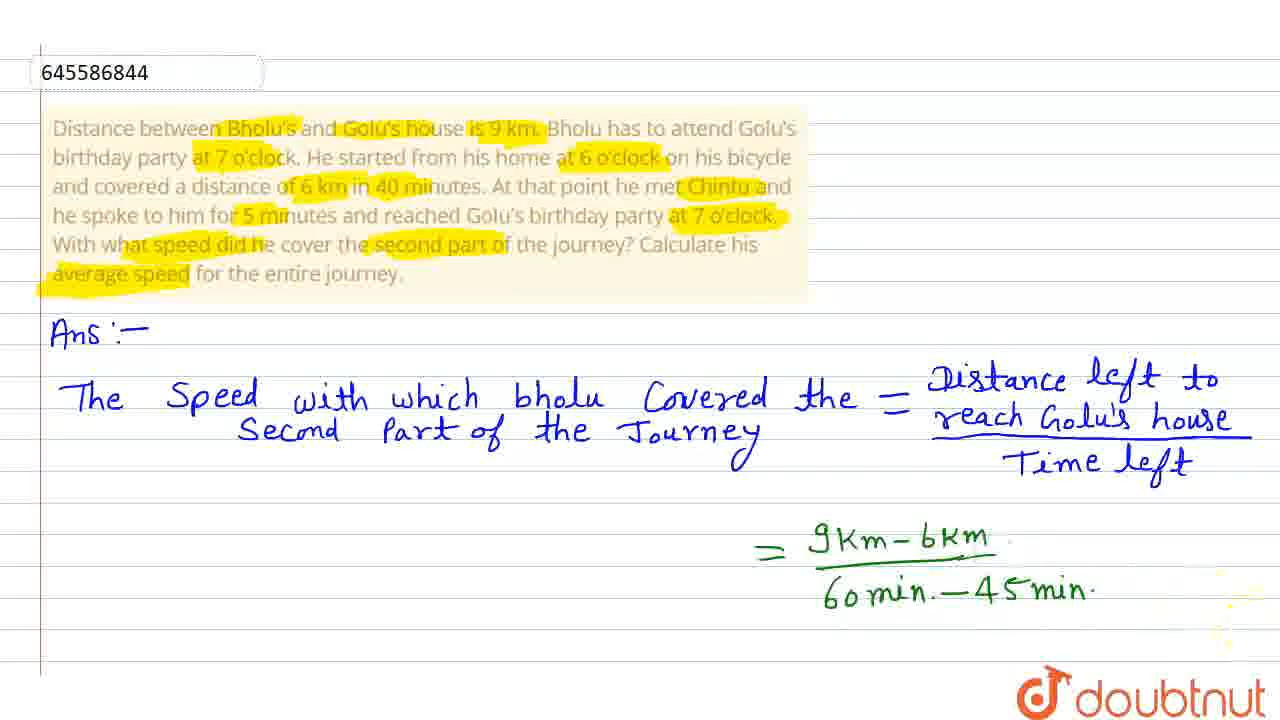 645586844
Distance between Bholu's and Golu's house is 9 km. Bholu has to attend Golu's
birthday party at 7 o'clock. He started from his home at 6 o'clock on his bicycle
and covered a distance of 6 km in 40 minutes. At that point he met Chintu and
he spoke to him for 5 minutes and reached Golu's birthday party at 7 o'clock.
With what speed did he cover the second part of the journey? Calculate his
average speed for the entire journey.
Ans :-
The Speed with which bholu Covered the = Distance left to
Second Part of the Journey reach Golu's house
Time left
= 9Km - 6Km
60min. - 45min.
doubtnut